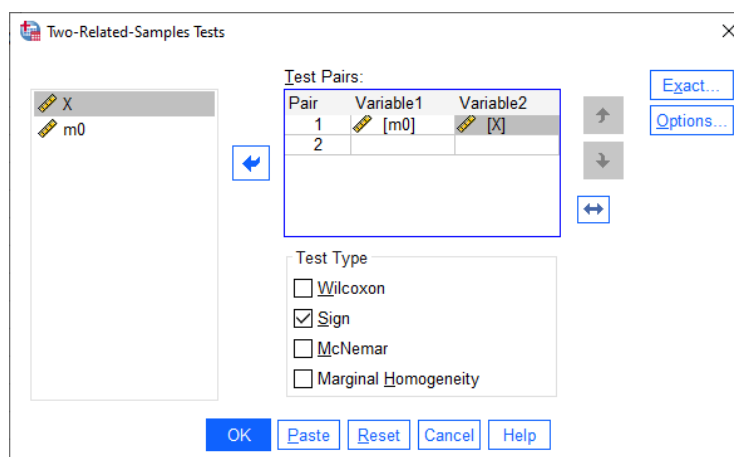 Two-Related-Samples Tests
X
m0
Test Pairs:
Pair Variable1 Variable2
1 [m0] [X]
2
Exact...
Options...
Test Type
Wilcoxon
Sign
McNemar
Marginal Homogeneity
OK Paste Reset Cancel Help